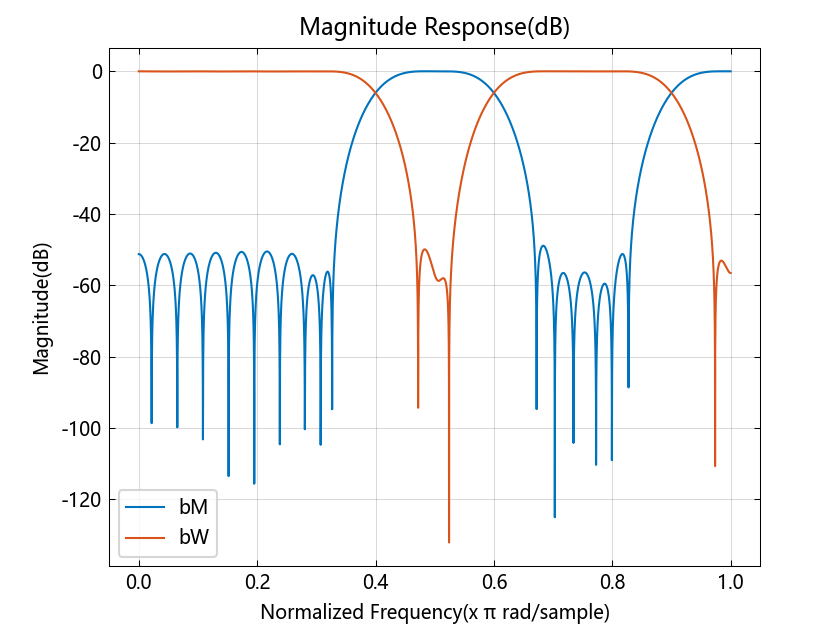 Magnitude Response(dB)
Magnitude(dB)
0
-20
-40
-60
-80
-100
-120
bM
bW
0.0 0.2 0.4 0.6 0.8 1.0
Normalized Frequency(x π rad/sample)